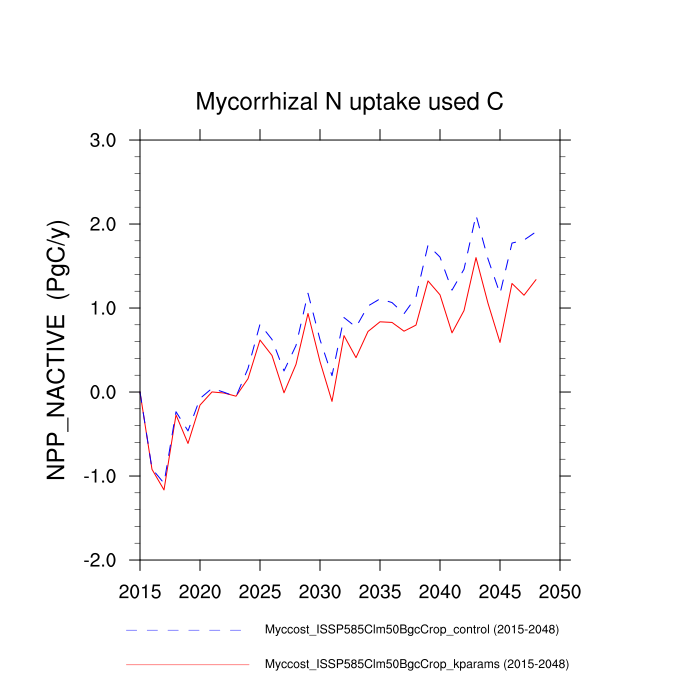 Mycorrhizal N uptake used C
NPP_NACTIVE (PgC/y)
3.0
2.0
1.0
0.0
-1.0
-2.0
2015 2020 2025 2030 2035 2040 2045 2050
Myccost_ISSP585Clm50BgcCrop_control (2015-2048)
Myccost_ISSP585Clm50BgcCrop_kparams (2015-2048)